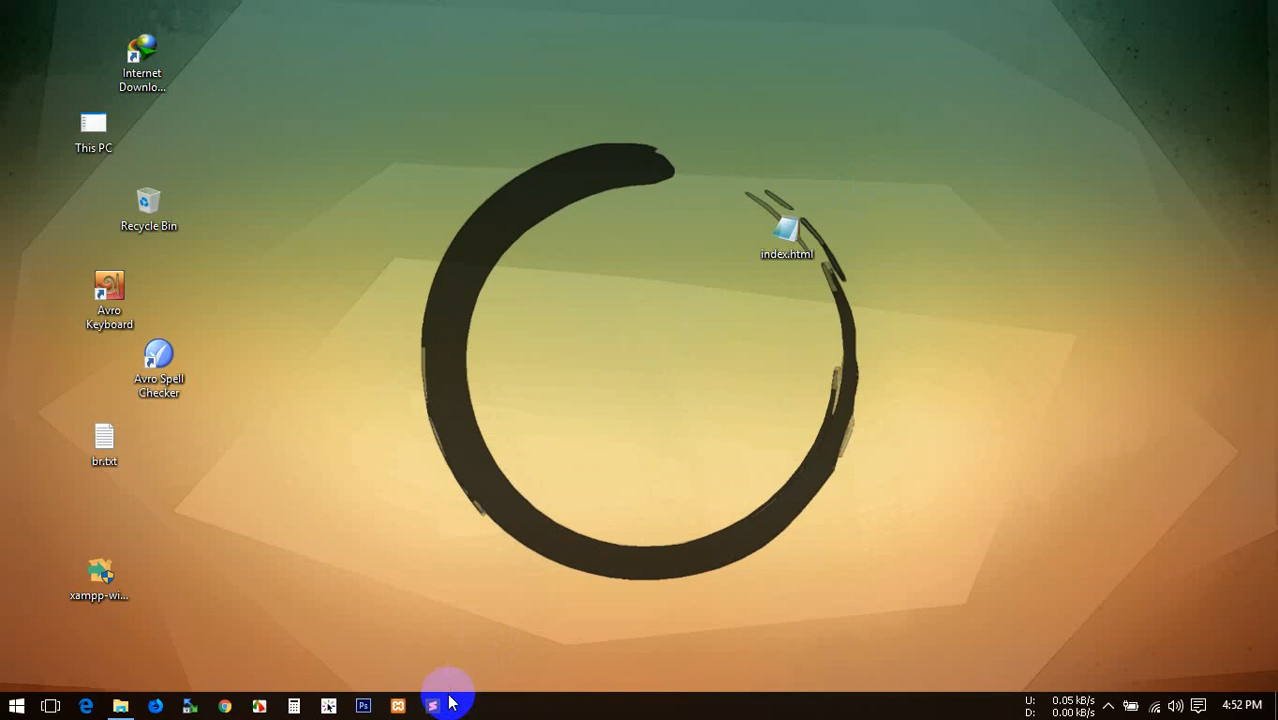 Internet
Downlo...
This PC
Recycle Bin
index.html
Avro
Keyboard
Avro Spell
Checker
br.txt
xampp-wi...
Ps
U: 0.05 kB/s
D: 0.00 kB/s
4:52 PM